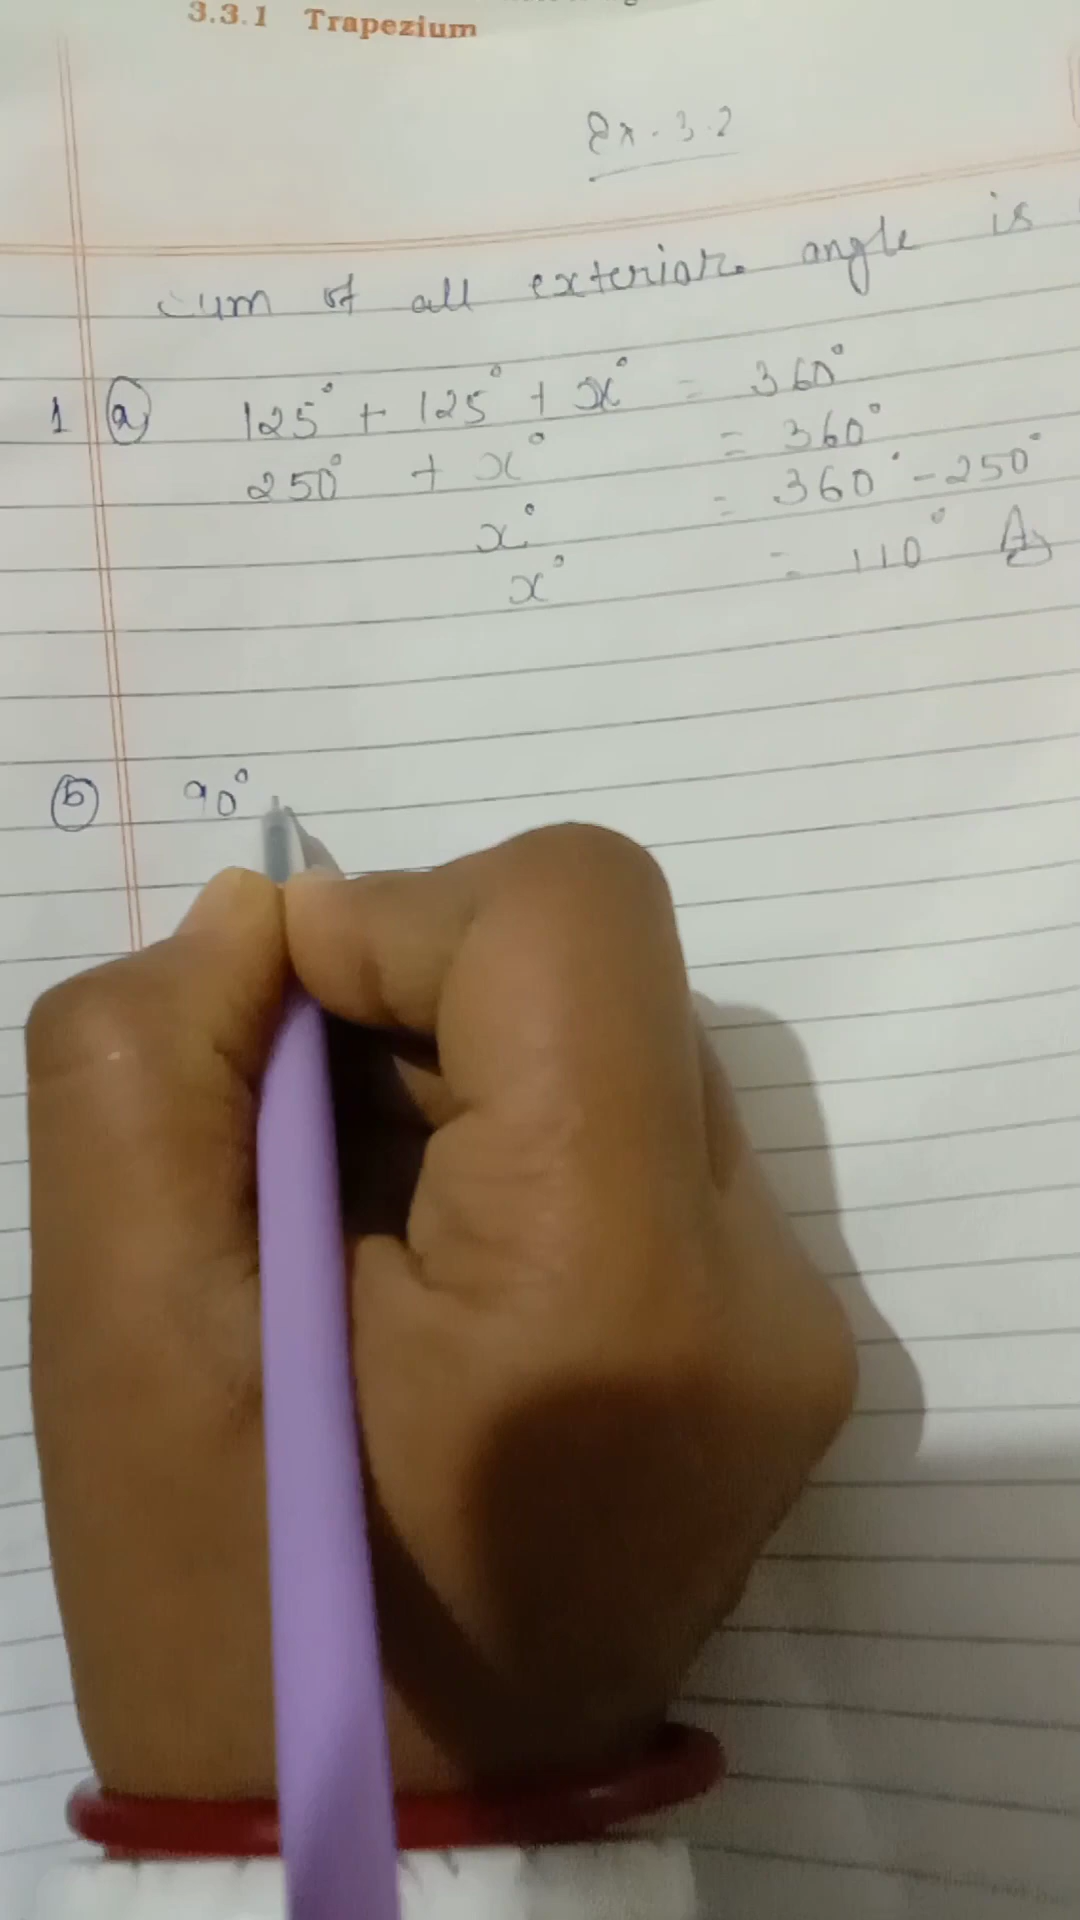 3.3.1 Trapezium
Ex. 3.2
Sum of all exterior angle is
1 (a) 125° + 125° + x° = 360°
250° + x° = 360°
x° = 360° - 250°
x° = 110°
(b) 90°